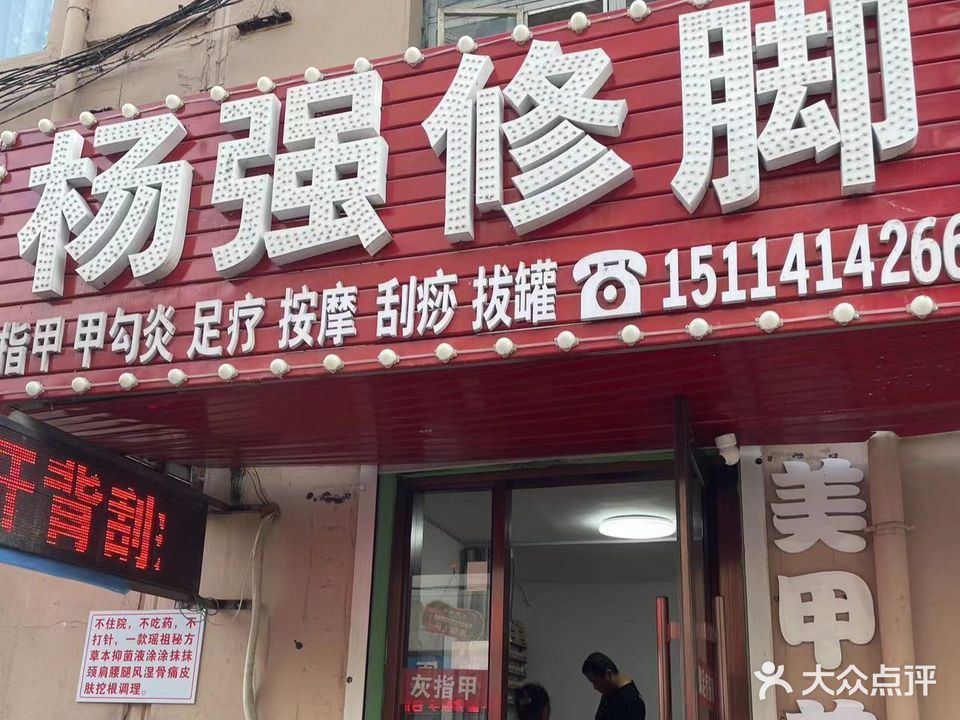 杨强修脚
指甲 甲勾炎 足疗 按摩 刮痧 拔罐 ☎1511414266
干背刮
不住院,不吃药,不
打针,一款瑶祖秘方
草本抑菌液涂涂抹抹
颈肩腰腿风湿骨痛皮
肤挖根调理。
灰指甲
美甲
大众点评